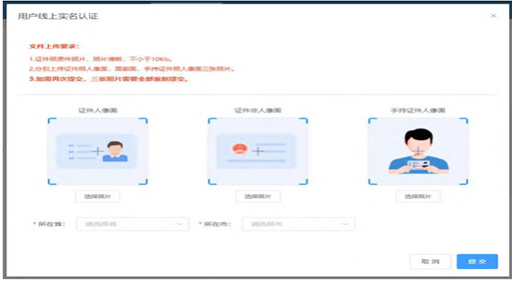 用户线上实名认证
文件上传要求:
1.证件照原件照片，照片清晰，不小于10Kb。
2.分别上传证件照人像面、国徽面、手持证件照人像面三张照片。
3.如需再次提交，三张照片需要全部重新提交。
证件人像面
证件非人像面
手持证件人像面
选择照片
选择照片
选择照片
* 所在省: 请选择省
* 所在市: 请选择市
取 消
提 交